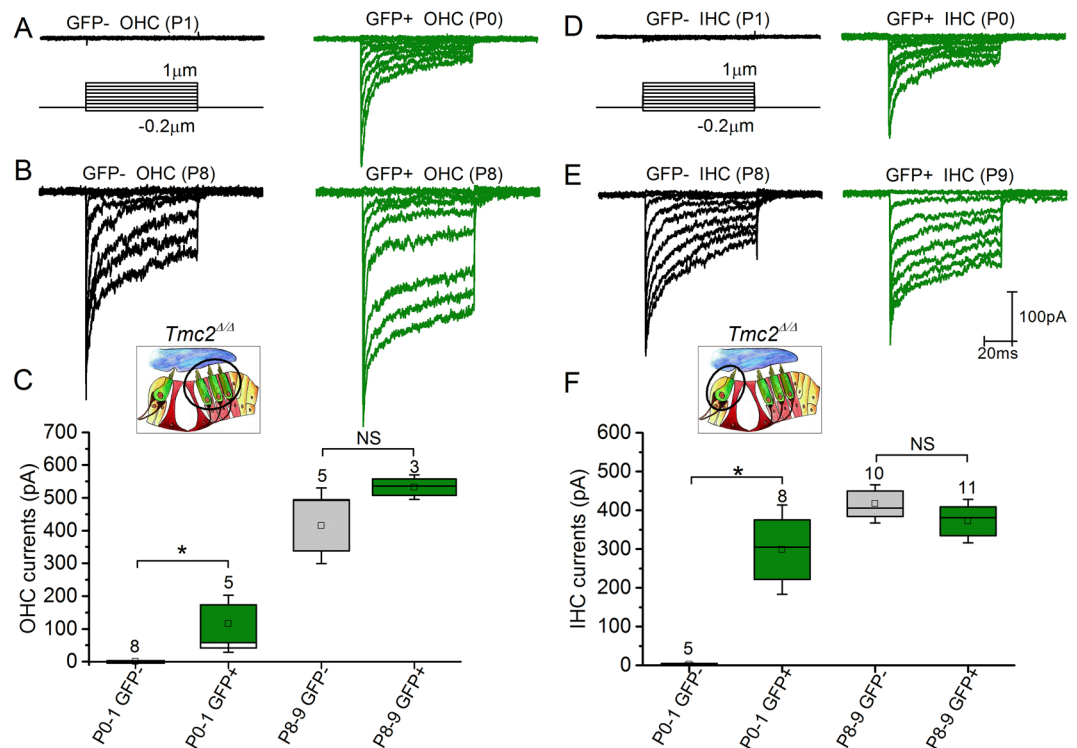 A
GFP- OHC (P1)
GFP+ OHC (P0)
1μm
-0.2μm
B
GFP- OHC (P8)
GFP+ OHC (P8)
Tmc2Δ/Δ
C
OHC currents (pA)
700
600
500
400
300
200
100
0
8
*
5
5
NS
3
P0-1 GFP-
P0-1 GFP+
P8-9 GFP-
P8-9 GFP+
D
GFP- IHC (P1)
GFP+ IHC (P0)
1μm
-0.2μm
E
GFP- IHC (P8)
GFP+ IHC (P9)
100pA
20ms
Tmc2Δ/Δ
F
IHC currents (pA)
600
500
400
300
200
100
0
5
*
8
10
NS
11
P0-1 GFP-
P0-1 GFP+
P8-9 GFP-
P8-9 GFP+